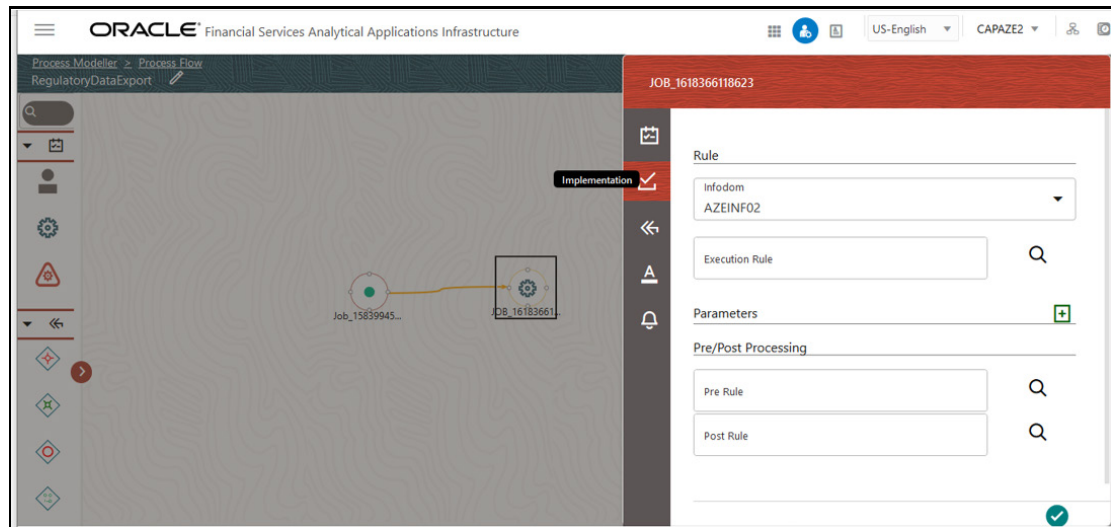 ORACLE Financial Services Analytical Applications Infrastructure
US-English
CAPAZE2
Process Modeller > Process Flow
RegulatoryDataExport
JOB_1618366118623
Implementation
Rule
Infodom
AZEINF02
Execution Rule
Parameters
Pre/Post Processing
Pre Rule
Post Rule
Job_15839945...
JOB_16183661...
A